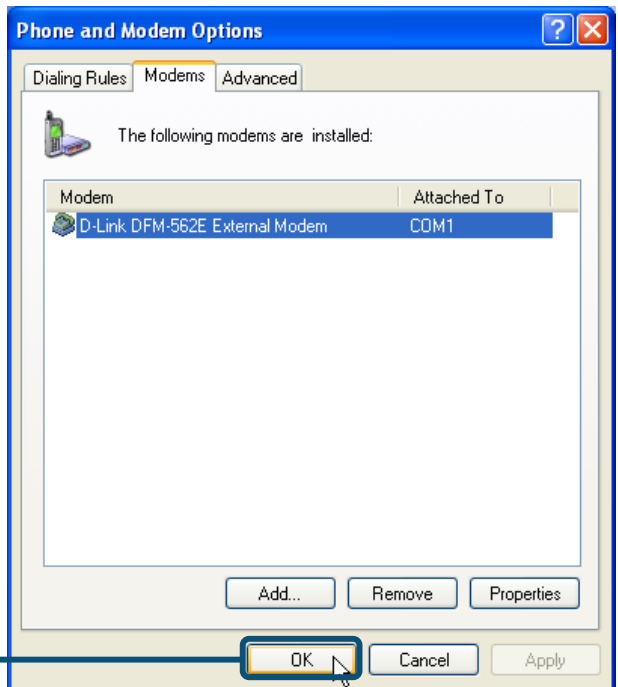 Phone and Modem Options
Dialing Rules Modems Advanced
The following modems are installed:
Modem Attached To
D-Link DFM-562E External Modem COM1
Add... Remove Properties
OK Cancel Apply